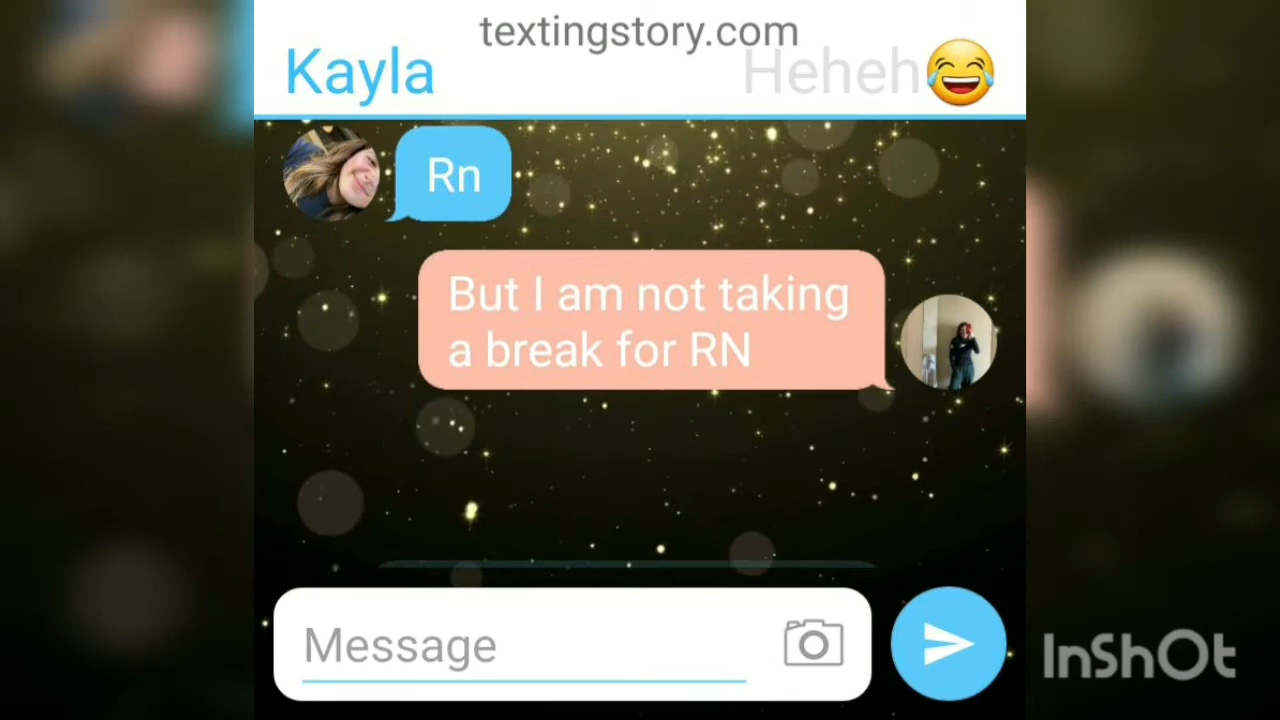 textingstory.com
Kayla
Heheh😂
Rn
But I am not taking
a break for RN
Message
InShOt